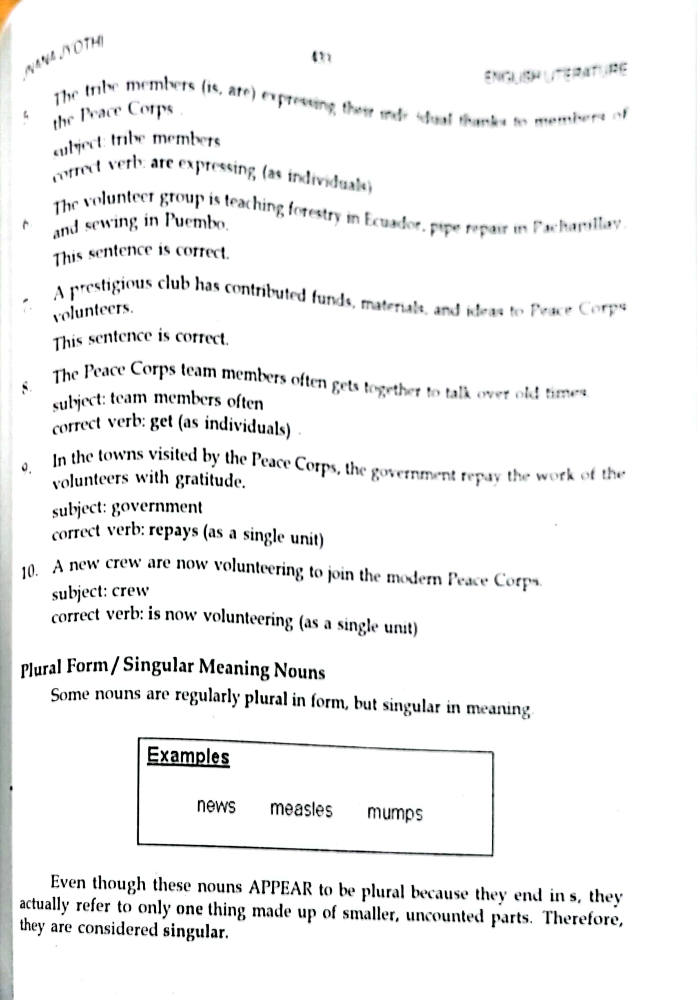 JNANA JYOTHI
ENGLISH LITERATURE
5. The tribe members (is, are) expressing their individual thanks to members of
the Peace Corps.
subject: tribe members
correct verb: are expressing (as individuals)
6. The volunteer group is teaching forestry in Ecuador, pipe repair in
and sewing in Puembo.
This sentence is correct.
7. A prestigious club has contributed funds, materials, and ideas to Peace Corps
volunteers.
This sentence is correct.
8. The Peace Corps team members often gets together to talk over old times.
subject: team members often
correct verb: get (as individuals)
9. In the towns visited by the Peace Corps, the government repay the work of the
volunteers with gratitude.
subject: government
correct verb: repays (as a single unit)
10. A new crew are now volunteering to join the modern Peace Corps.
subject: crew
correct verb: is now volunteering (as a single unit)
Plural Form / Singular Meaning Nouns
Some nouns are regularly plural in form, but singular in meaning.
Examples
news measles mumps
Even though these nouns APPEAR to be plural because they end in s, they
actually refer to only one thing made up of smaller, uncounted parts. Therefore,
they are considered singular.